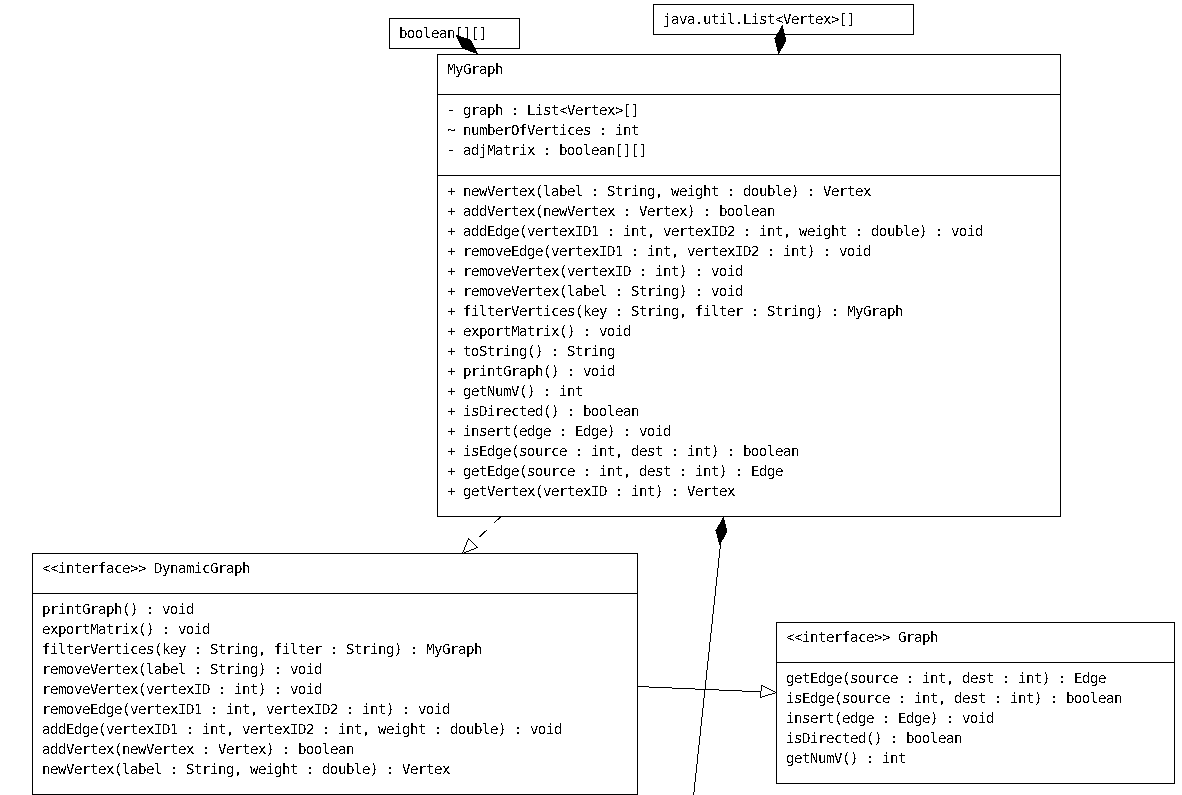 boolean[][]
java.util.List<Vertex>[]
MyGraph
- graph : List<Vertex>[]
~ numberOfVertices : int
- adjMatrix : boolean[][]
+ newVertex(label : String, weight : double) : Vertex
+ addVertex(newVertex : Vertex) : boolean
+ addEdge(vertexID1 : int, vertexID2 : int, weight : double) : void
+ removeEdge(vertexID1 : int, vertexID2 : int) : void
+ removeVertex(vertexID : int) : void
+ removeVertex(label : String) : void
+ filterVertices(key : String, filter : String) : MyGraph
+ exportMatrix() : void
+ toString() : String
+ printGraph() : void
+ getNumV() : int
+ isDirected() : boolean
+ insert(edge : Edge) : void
+ isEdge(source : int, dest : int) : boolean
+ getEdge(source : int, dest : int) : Edge
+ getVertex(vertexID : int) : Vertex
<<interface>> DynamicGraph
printGraph() : void
exportMatrix() : void
filterVertices(key : String, filter : String) : MyGraph
removeVertex(label : String) : void
removeVertex(vertexID : int) : void
removeEdge(vertexID1 : int, vertexID2 : int) : void
addEdge(vertexID1 : int, vertexID2 : int, weight : double) : void
addVertex(newVertex : Vertex) : boolean
newVertex(label : String, weight : double) : Vertex
<<interface>> Graph
getEdge(source : int, dest : int) : Edge
isEdge(source : int, dest : int) : boolean
insert(edge : Edge) : void
isDirected() : boolean
getNumV() : int